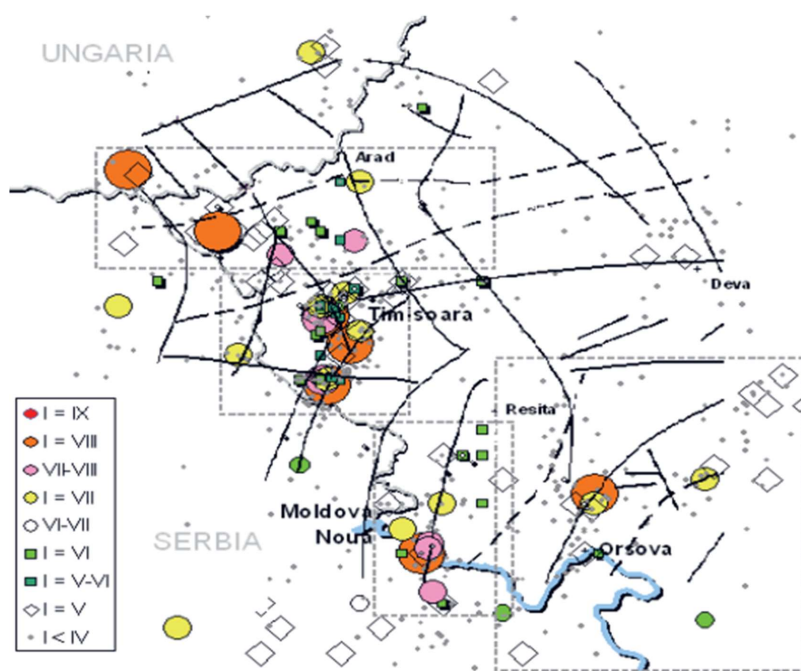 UNGARIA
Arad
Deva
Timisoara
Resita
Moldova
Noua
SERBIA
Orsova
I = IX
I = VIII
VII-VIII
I = VII
VI-VII
I = VI
I = V-VI
I = V
I < IV